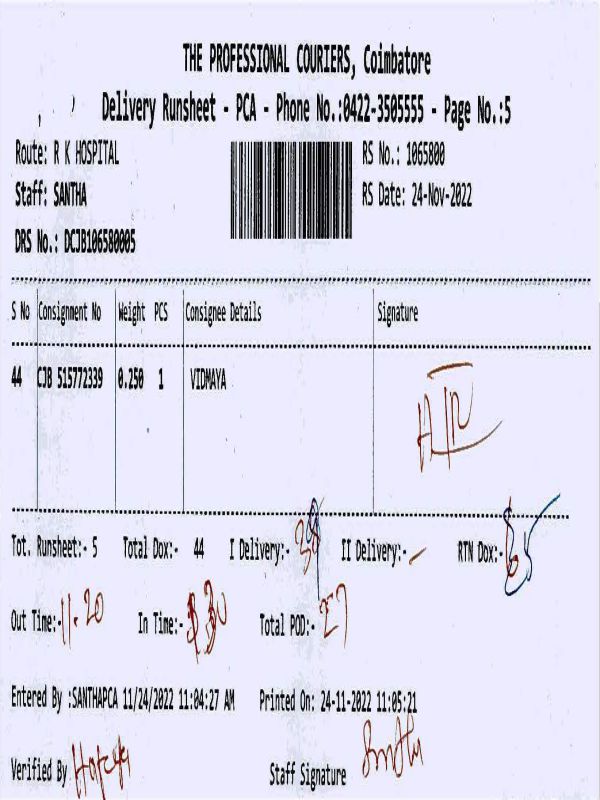 THE PROFESSIONAL COURIERS, Coimbatore
Delivery Runsheet - PCA - Phone No.:0422-3505555 - Page No.:5
Route: R K HOSPITAL RS No.: 1065800
Staff: SANTHA RS Date: 24-Nov-2022
DRS No.: DCJB106580005
S No Consignment No Weight PCS Consignee Details Signature
44 CJB 515772339 0.250 1 VIDMAYA
Tot. Runsheet:- 5 Total Dox:- 44 I Delivery:- II Delivery:- - RTN Dox:-
Out Time:- 11.20 In Time:- Total POD:- 27
Entered By :SANTHAPCA 11/24/2022 11:04:27 AM Printed On: 24-11-2022 11:05:21
Verified By Staff Signature